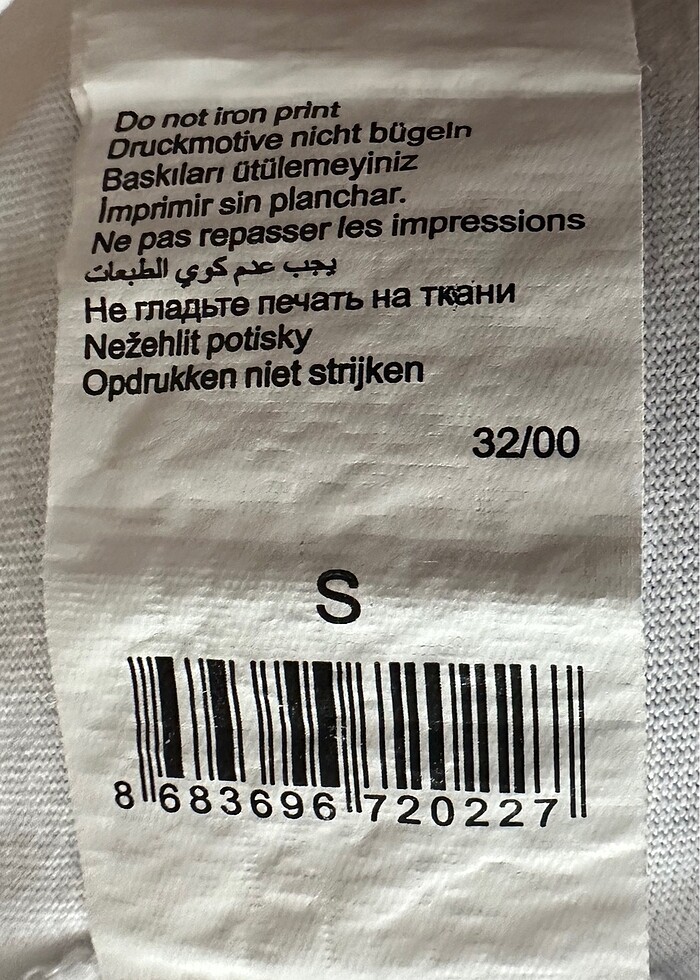 Do not iron print
Druckmotive nicht bügeln
Baskıları ütülemeyiniz
İmprimir sin planchar.
Ne pas repasser les impressions
يجب عدم كوي الطبعات
Не гладьте печать на ткани
Nežehlit potisky
Opdrukken niet strijken
32/00
S
8 683696 720227